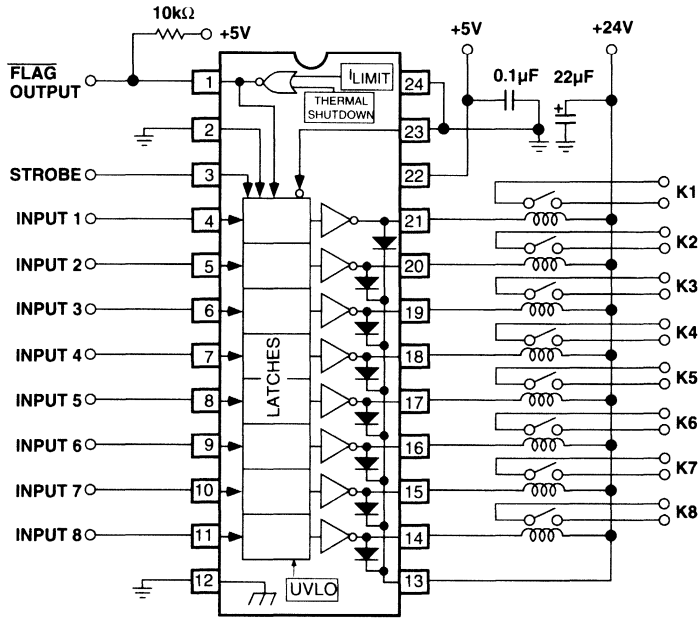 10kΩ
+5V
+5V
+24V
FLAG
OUTPUT
1
ILIMIT
THERMAL
SHUTDOWN
24
0.1µF
22µF
+
2
23
STROBE
3
22
INPUT 1
4
21
K1
INPUT 2
5
20
K2
INPUT 3
6
19
K3
INPUT 4
7
18
K4
LATCHES
INPUT 5
8
17
K5
INPUT 6
9
16
K6
INPUT 7
10
15
K7
INPUT 8
11
14
K8
12
UVLO
13